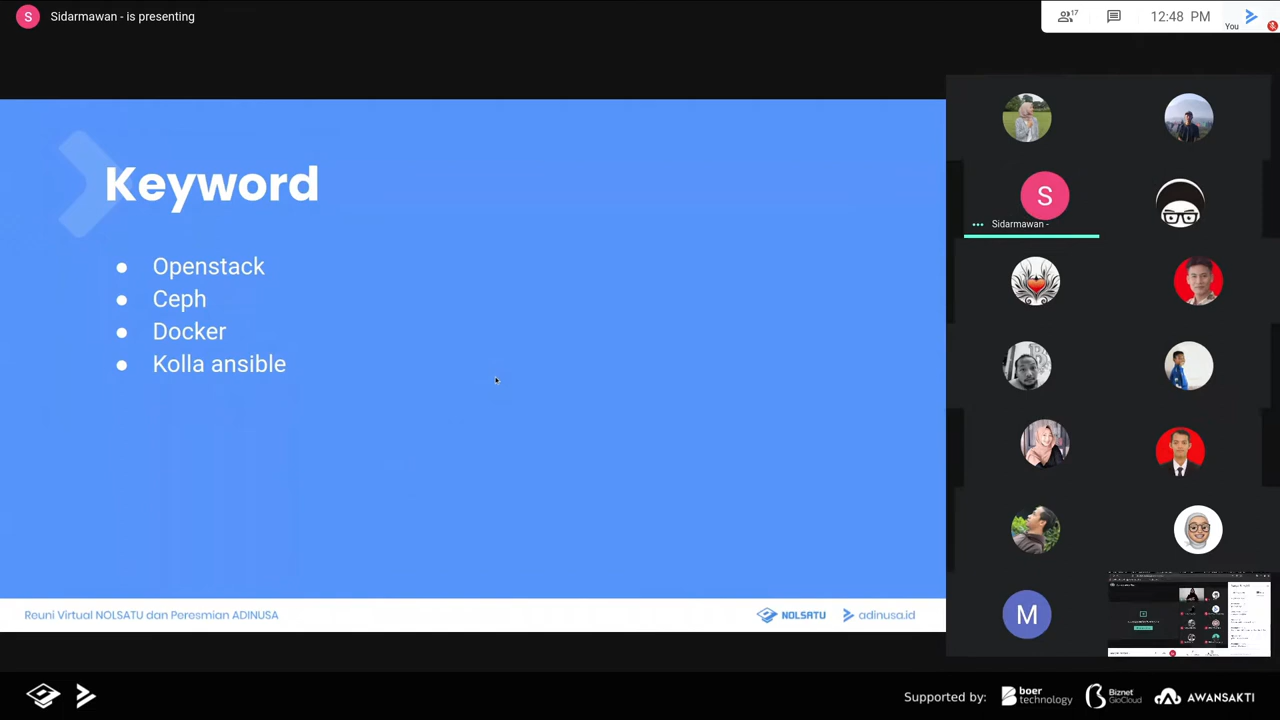 S
Sidarmawan - is presenting
17
12:48 PM
You
Keyword
Openstack
Ceph
Docker
Kolla ansible
S
Sidarmawan -
M
Reuni Virtual NOLSATU dan Peresmian ADINUSA
NOLSATU
adinusa.id
Supported by:
boer technology
Biznet GioCloud
AWANSAKTI